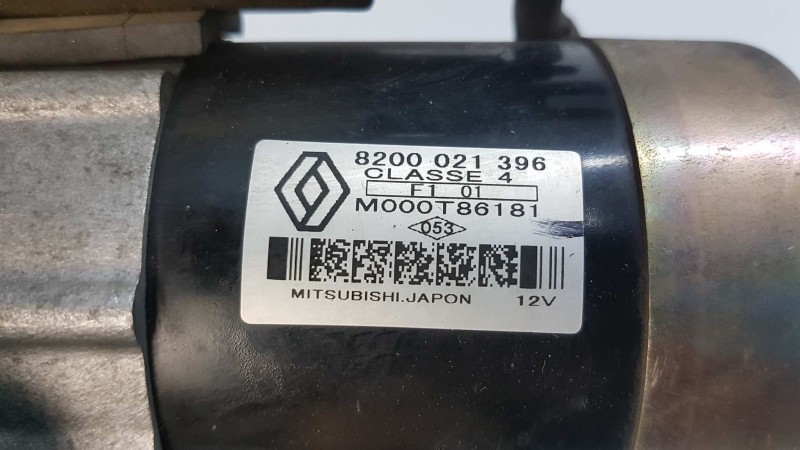 8200 021 396
CLASSE 4
F1 01
M000T86181
053
MITSUBISHI.JAPON 12V